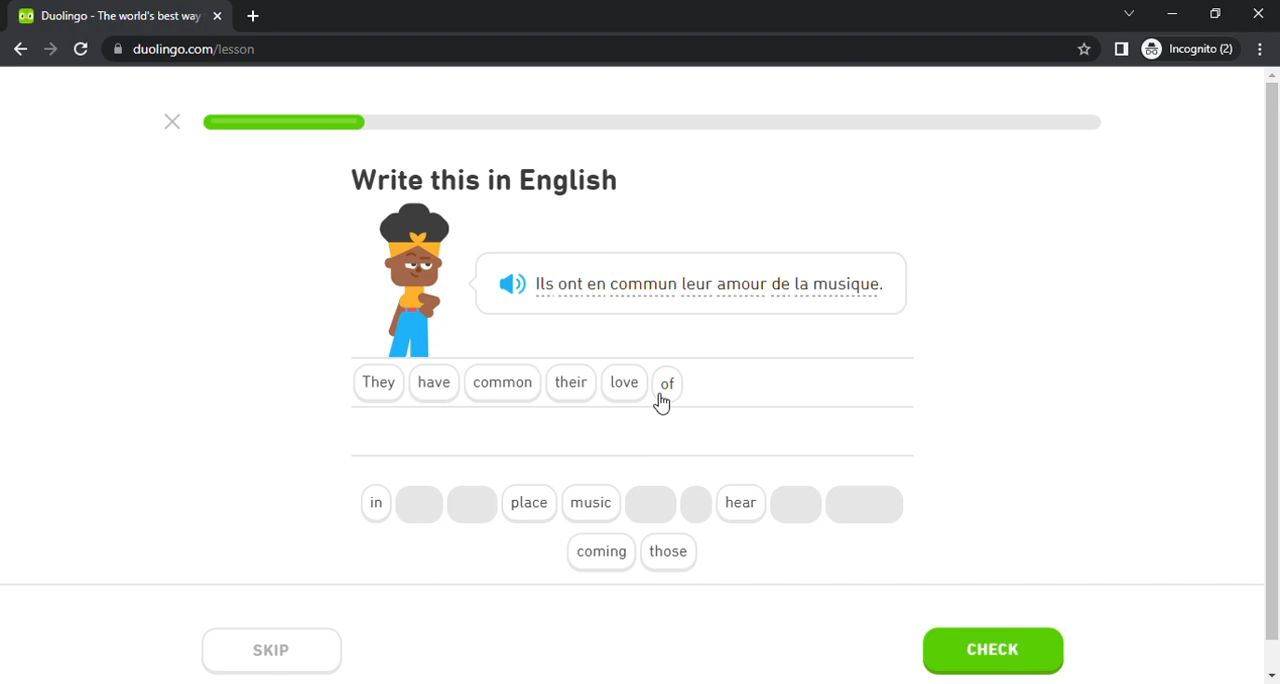 Duolingo - The world's best way
duolingo.com/lesson
Incognito (2)
Write this in English
Ils ont en commun leur amour de la musique.
They have common their love of
in place music hear
coming those
SKIP CHECK